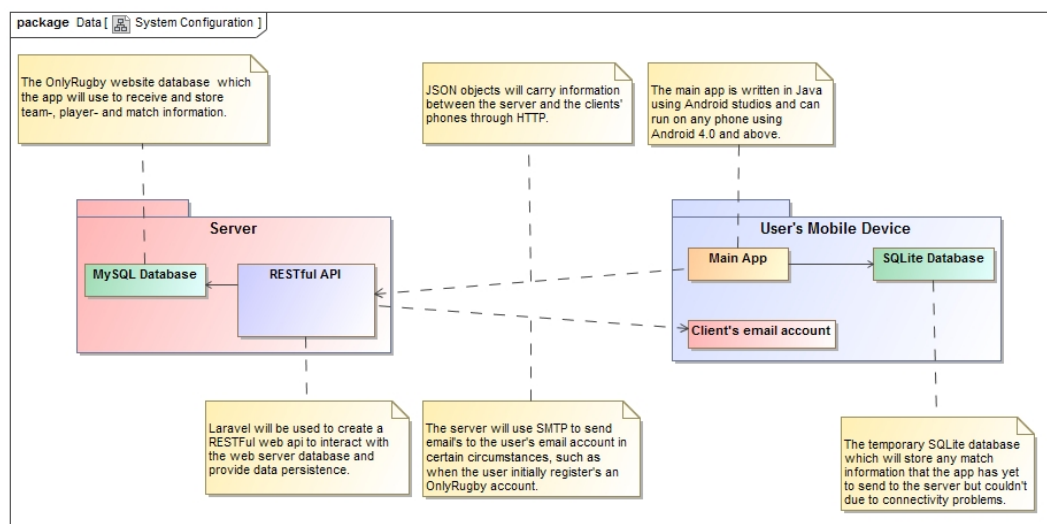 package Data [ System Configuration ]
The OnlyRugby website database which
the app will use to receive and store
team-, player- and match information.
JSON objects will carry information
between the server and the clients'
phones through HTTP.
The main app is written in Java
using Android studios and can
run on any phone using
Android 4.0 and above.
Server
MySQL Database
RESTful API
User's Mobile Device
Main App
SQLite Database
Client's email account
Laravel will be used to create a
RESTFul web api to interact with
the web server database and
provide data persistence.
The server will use SMTP to send
email's to the user's email account in
certain circumstances, such as
when the user initially register's an
OnlyRugby account.
The temporary SQLite database
which will store any match
information that the app has yet
to send to the server but couldn't
due to connectivity problems.